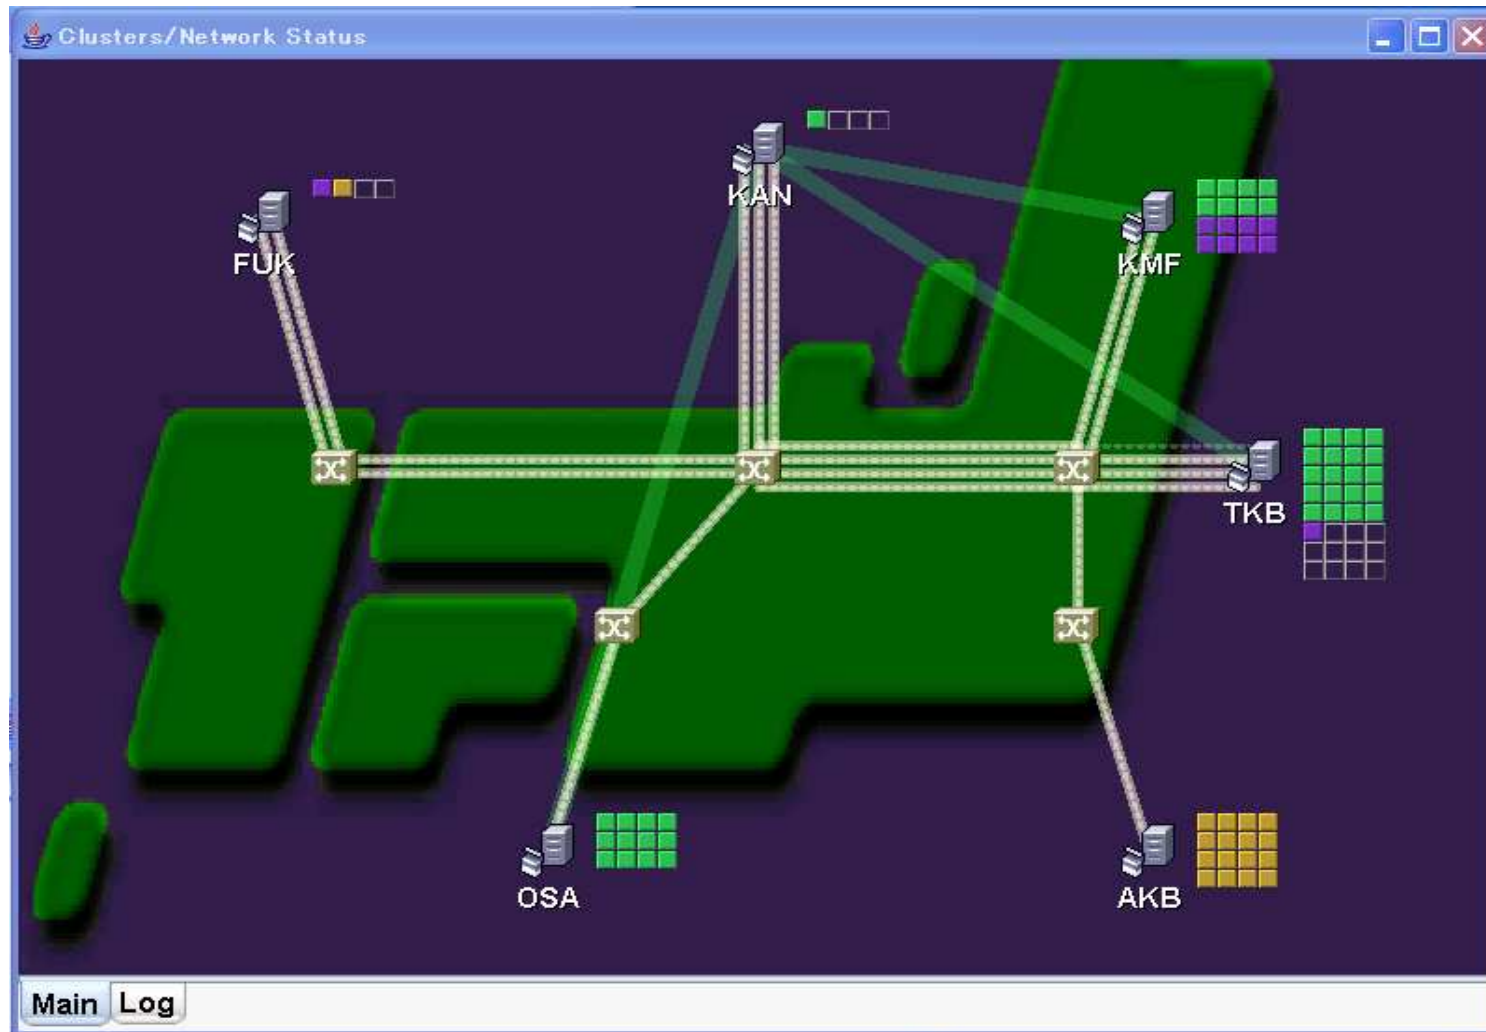 Clusters/Network Status
KAN
FUK
KMF
TKB
OSA
AKB
Main
Log